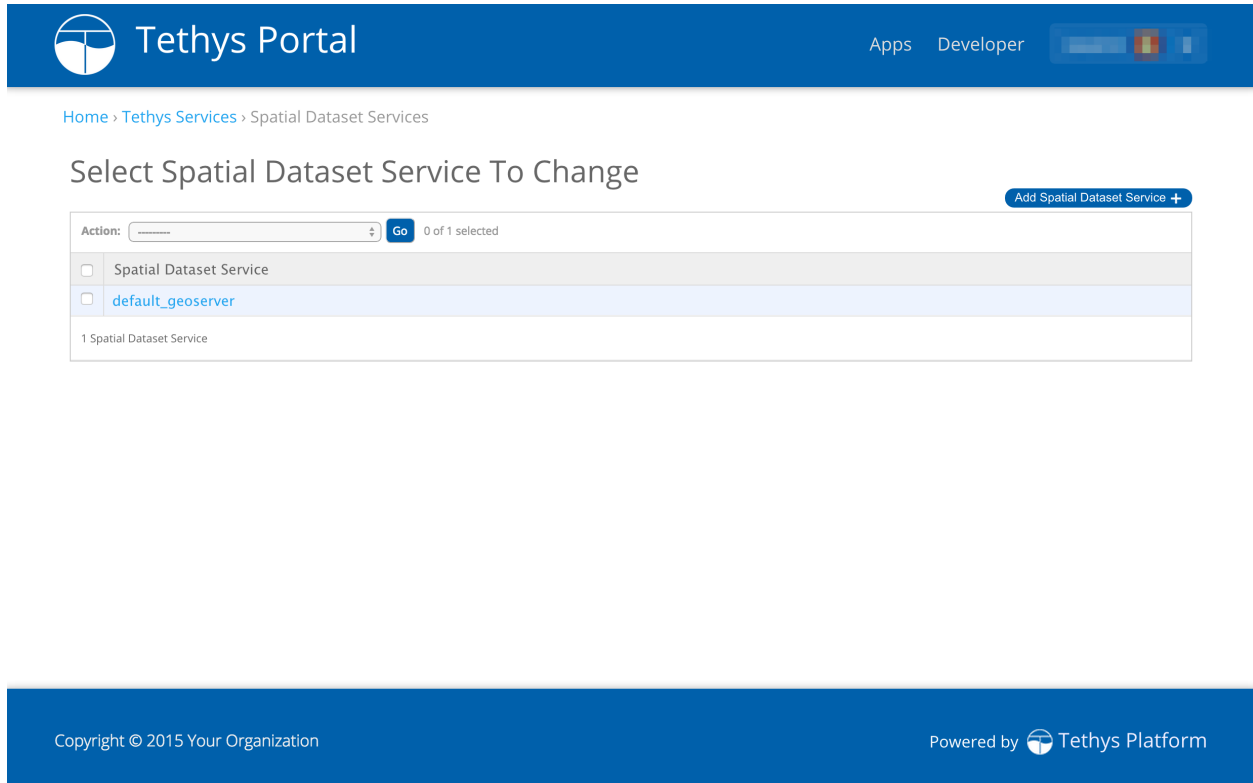 Tethys Portal
Apps Developer
Home › Tethys Services › Spatial Dataset Services
Select Spatial Dataset Service To Change
Add Spatial Dataset Service +
Action: --------- Go 0 of 1 selected
Spatial Dataset Service
default_geoserver
1 Spatial Dataset Service
Copyright © 2015 Your Organization
Powered by Tethys Platform